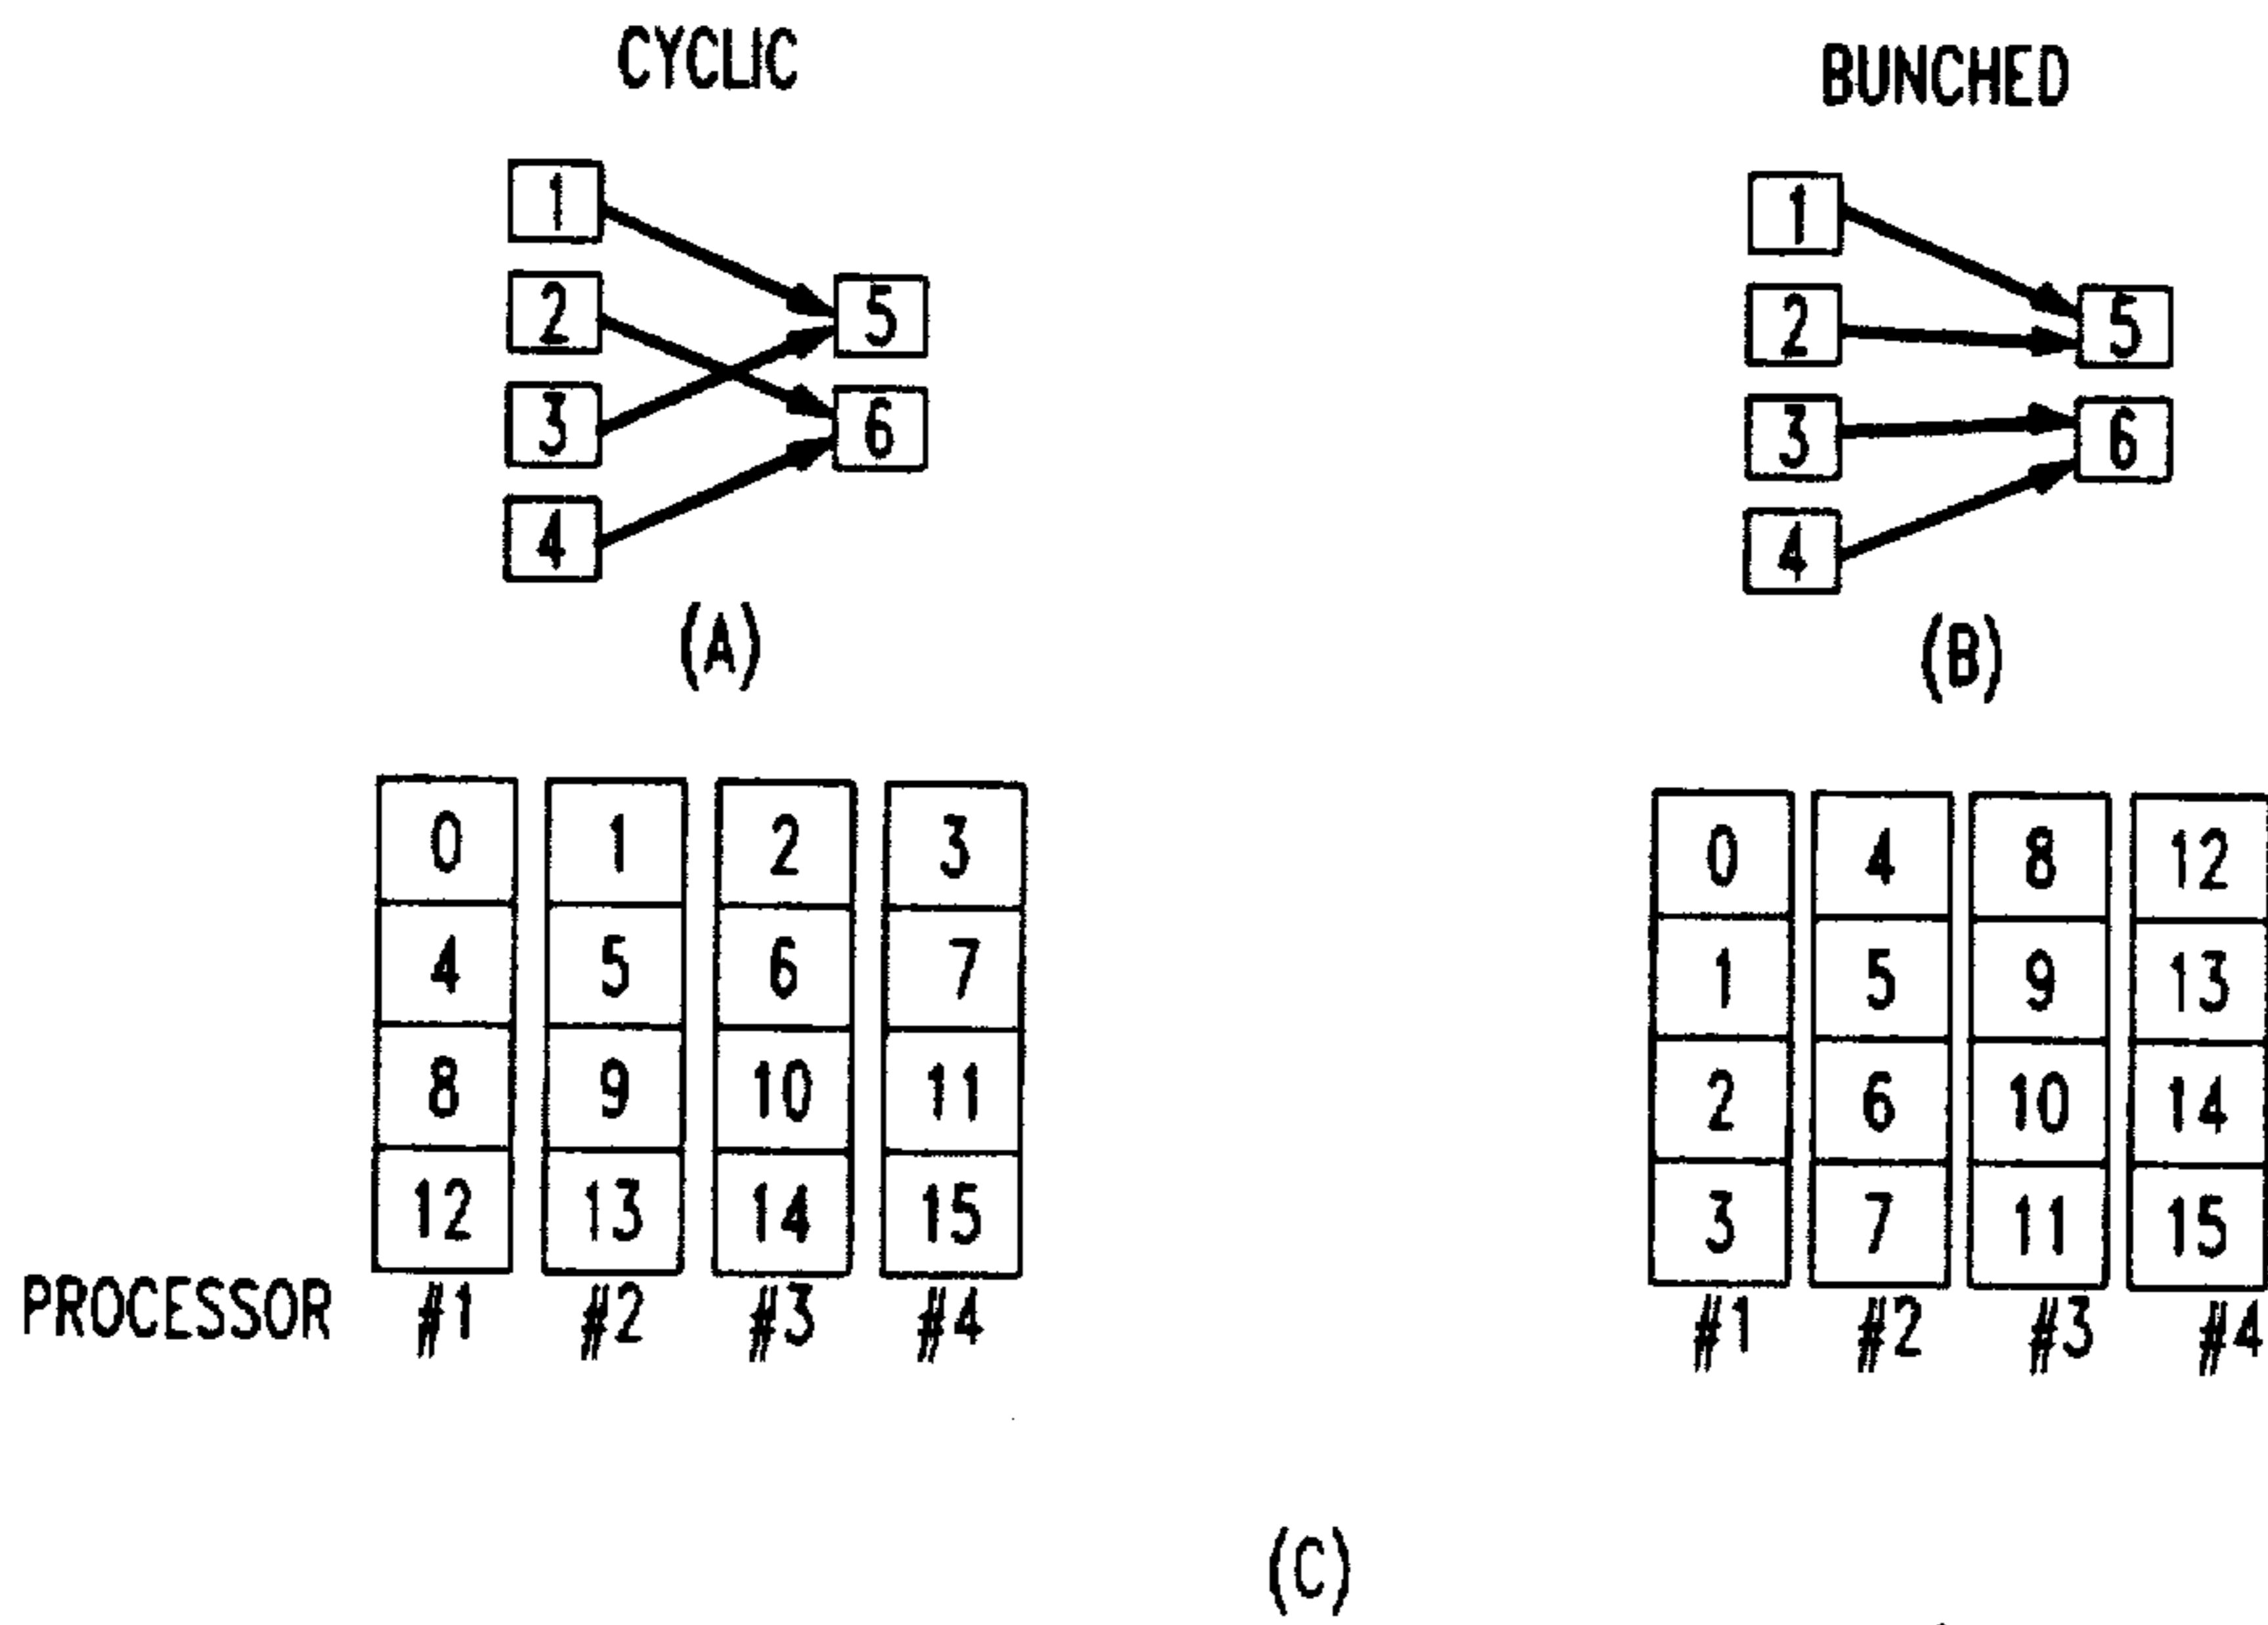 CYCLIC
BUNCHED
1
2
3
4
5
6
(A)
1
2
3
4
5
6
(B)
0 1 2 3
4 5 6 7
8 9 10 11
12 13 14 15
PROCESSOR #1 #2 #3 #4
0 4 8 12
1 5 9 13
2 6 10 14
3 7 11 15
#1 #2 #3 #4
(C)